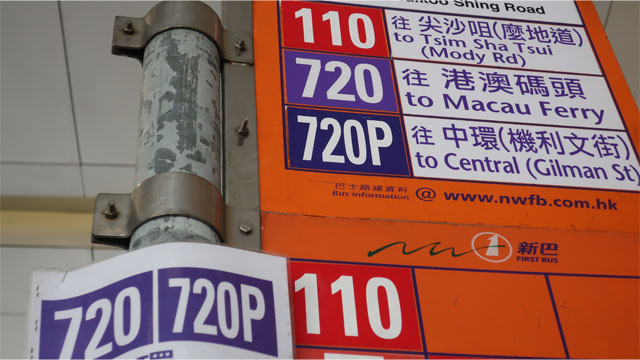 koo Shing Road
110
往 尖沙咀(麼地道)
to Tsim Sha Tsui
(Mody Rd)
720
往 港澳碼頭
to Macau Ferry
720P
往 中環(機利文街)
to Central (Gilman St)
巴士路線資料
Bus information
@ www.nwfb.com.hk
1 新巴
FIRST BUS
720 720P
110